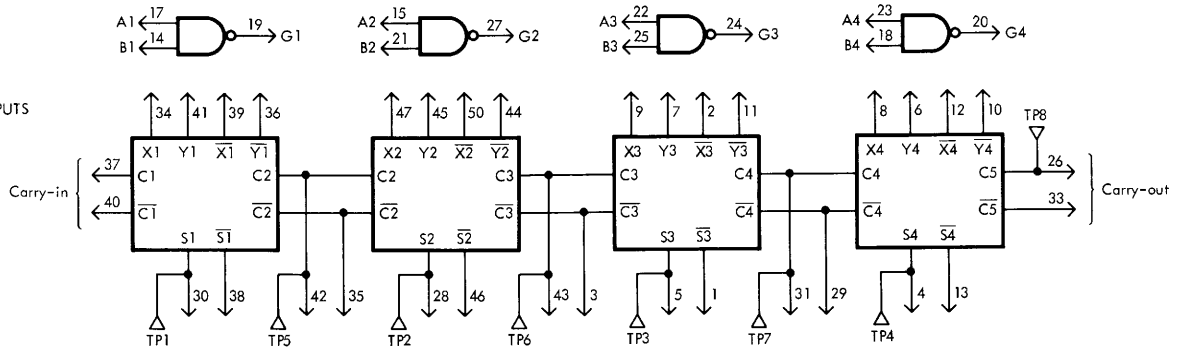 A1 17 19 G1 A2 15 27 G2 A3 22 24 G3 A4 23 20 G4
B1 14 B2 21 B3 25 B4 18
PUTS 34 41 39 36 47 45 50 44 9 7 2 11 8 6 12 10 TP8
X1 Y1 X̅1̅ Y̅1̅ X2 Y2 X̅2̅ Y̅2̅ X3 Y3 X̅3̅ Y̅3̅ X4 Y4 X̅4̅ Y̅4̅
37 C1 C2 C2 C3 C3 C4 C4 C5 26
Carry-in Carry-out
40 C̅1̅ C̅2̅ C̅2̅ C̅3̅ C̅3̅ C̅4̅ C̅4̅ C̅5̅ 33
S1 S̅1̅ S2 S̅2̅ S3 S̅3̅ S4 S̅4̅
30 38 42 35 28 46 43 3 5 1 31 29 4 13
TP1 TP5 TP2 TP6 TP3 TP7 TP4